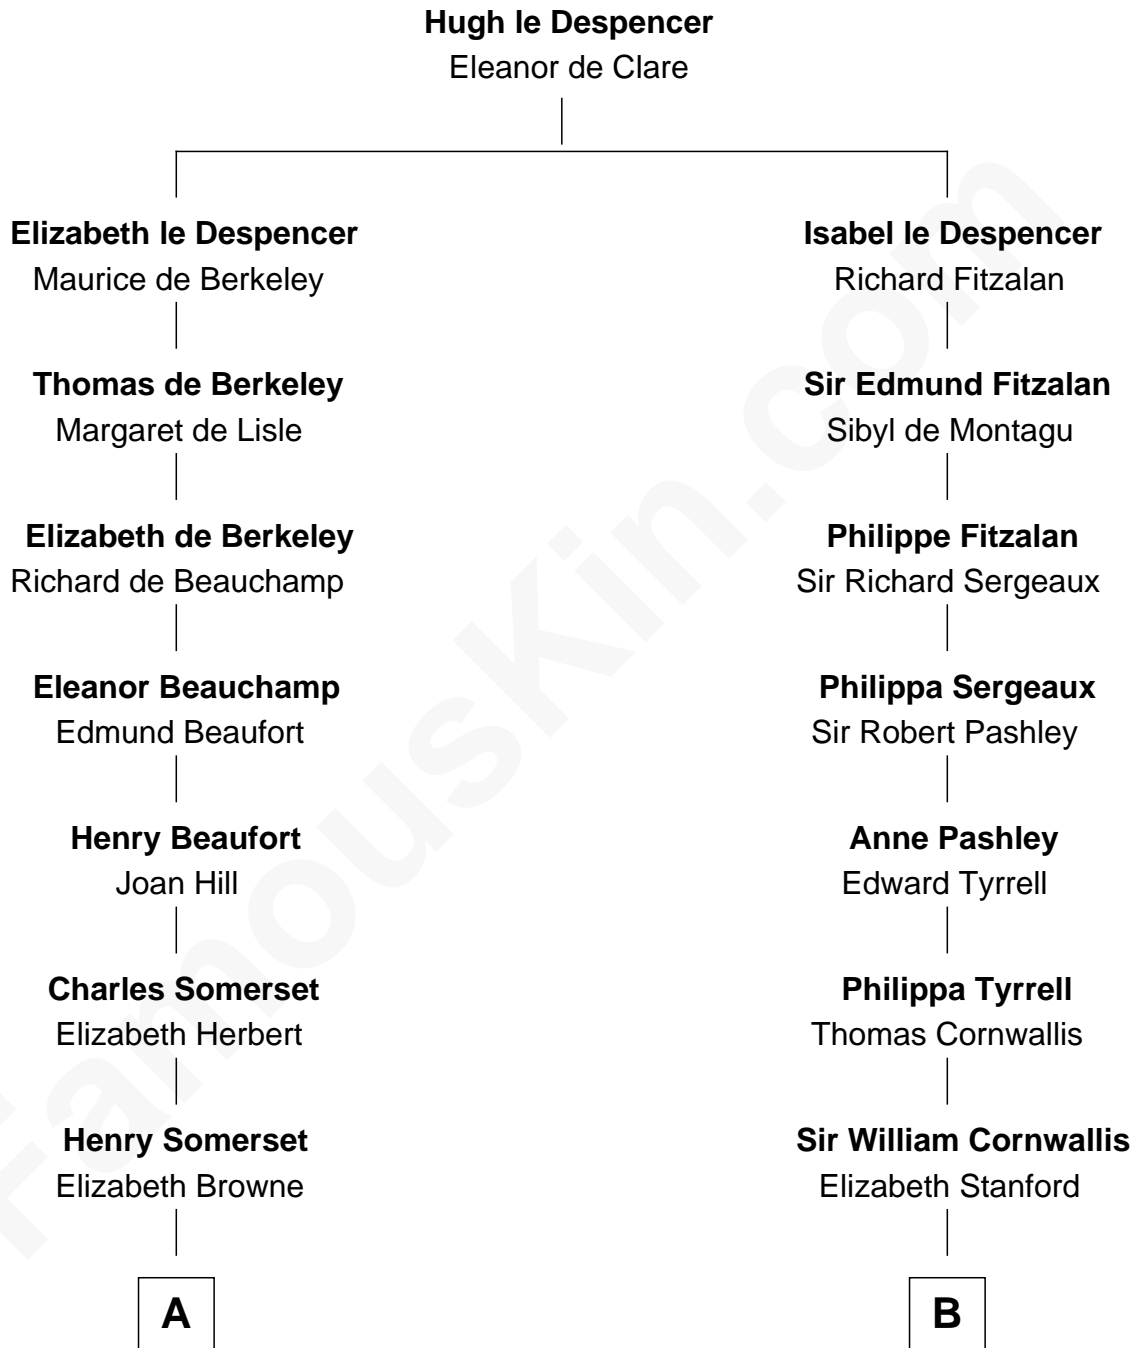 Hugh le Despencer
Eleanor de Clare
Elizabeth le Despencer
Maurice de Berkeley
Isabel le Despencer
Richard Fitzalan
Thomas de Berkeley
Margaret de Lisle
Sir Edmund Fitzalan
Sibyl de Montagu
Elizabeth de Berkeley
Richard de Beauchamp
Philippe Fitzalan
Sir Richard Sergeaux
Eleanor Beauchamp
Edmund Beaufort
Philippa Sergeaux
Sir Robert Pashley
Henry Beaufort
Joan Hill
Anne Pashley
Edward Tyrrell
Charles Somerset
Elizabeth Herbert
Philippa Tyrrell
Thomas Cornwallis
Henry Somerset
Elizabeth Browne
Sir William Cornwallis
Elizabeth Stanford
A
B
FamousKin.com